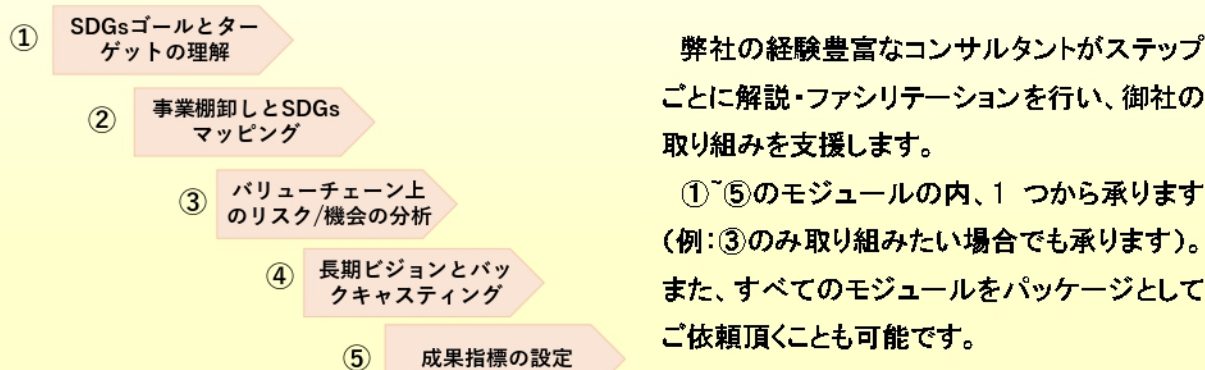 ①
SDGsゴールとター
ゲットの理解
②
事業棚卸しとSDGs
マッピング
③
バリューチェーン上
のリスク/機会の分析
④
長期ビジョンとバッ
クキャスティング
⑤
成果指標の設定
弊社の経験豊富なコンサルタントがステップ
ごとに解説・ファシリテーションを行い、御社の
取り組みを支援します。
①~⑤のモジュールの内、1 つから承ります
(例:③のみ取り組みたい場合でも承ります)。
また、すべてのモジュールをパッケージとして
ご依頼頂くことも可能です。